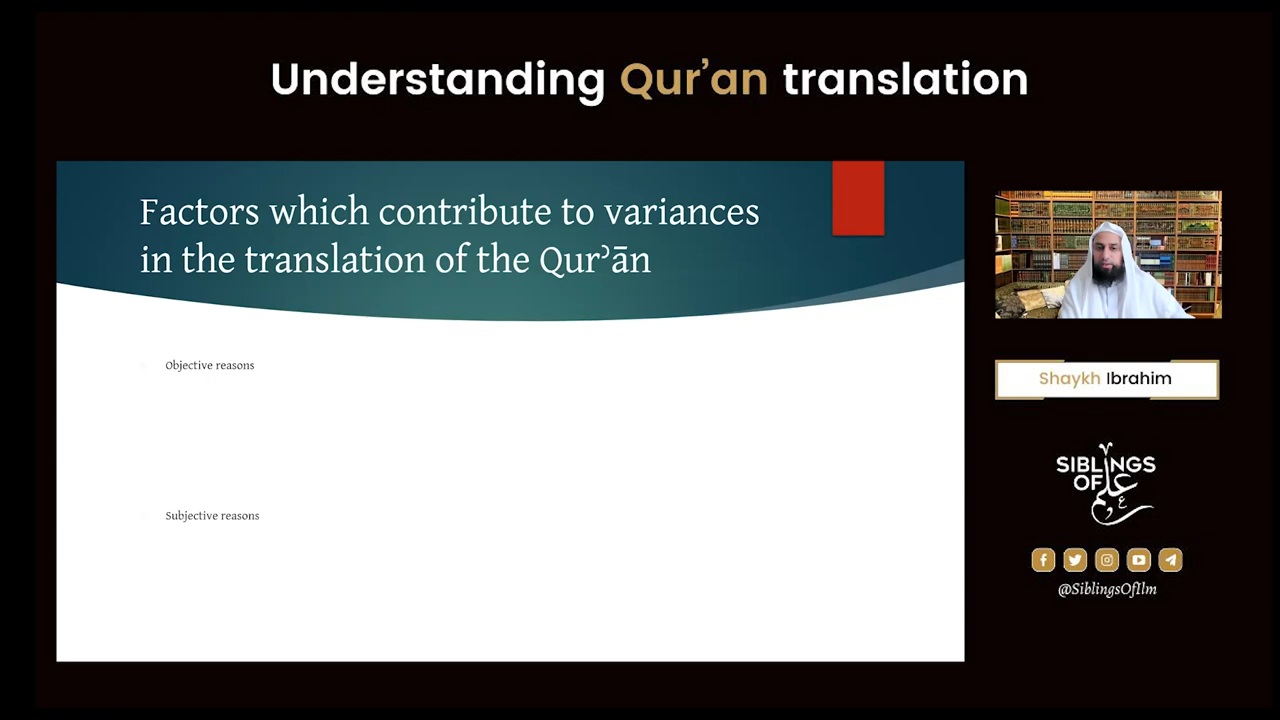 Understanding Qur’an translation
Factors which contribute to variances
in the translation of the Qurʾān
Objective reasons
Subjective reasons
Shaykh Ibrahim
SIBLINGS
OF علم
@SiblingsOfIlm